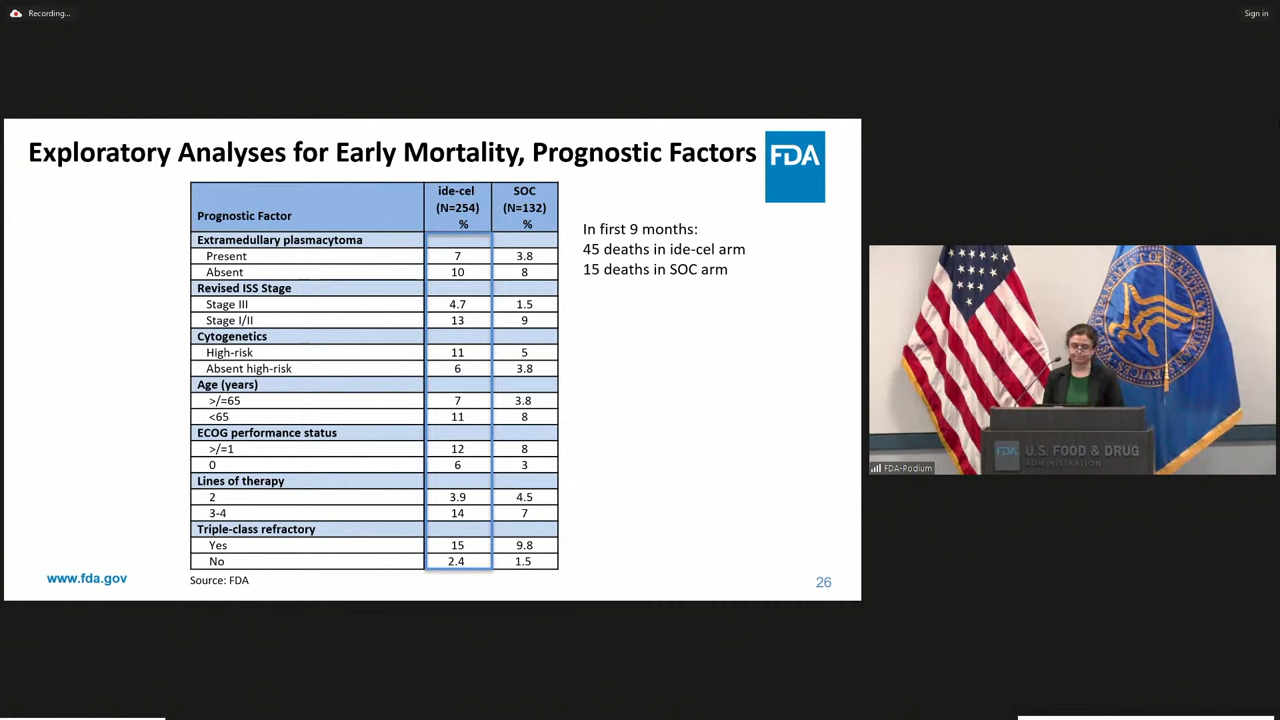 Recording...
Sign in
Exploratory Analyses for Early Mortality, Prognostic Factors
FDA
Prognostic Factor
ide-cel (N=254) %
SOC (N=132) %
Extramedullary plasmacytoma
Present 7 3.8
Absent 10 8
Revised ISS Stage
Stage III 4.7 1.5
Stage I/II 13 9
Cytogenetics
High-risk 11 5
Absent high-risk 6 3.8
Age (years)
>/=65 7 3.8
<65 11 8
ECOG performance status
>/=1 12 8
0 6 3
Lines of therapy
2 3.9 4.5
3-4 14 7
Triple-class refractory
Yes 15 9.8
No 2.4 1.5
In first 9 months:
45 deaths in ide-cel arm
15 deaths in SOC arm
www.fda.gov
Source: FDA
26
DEPARTMENT OF HEALTH & HUMAN SERVICES
FDA
U.S. FOOD & DRUG
ADMINISTRATION
FDA-Podium